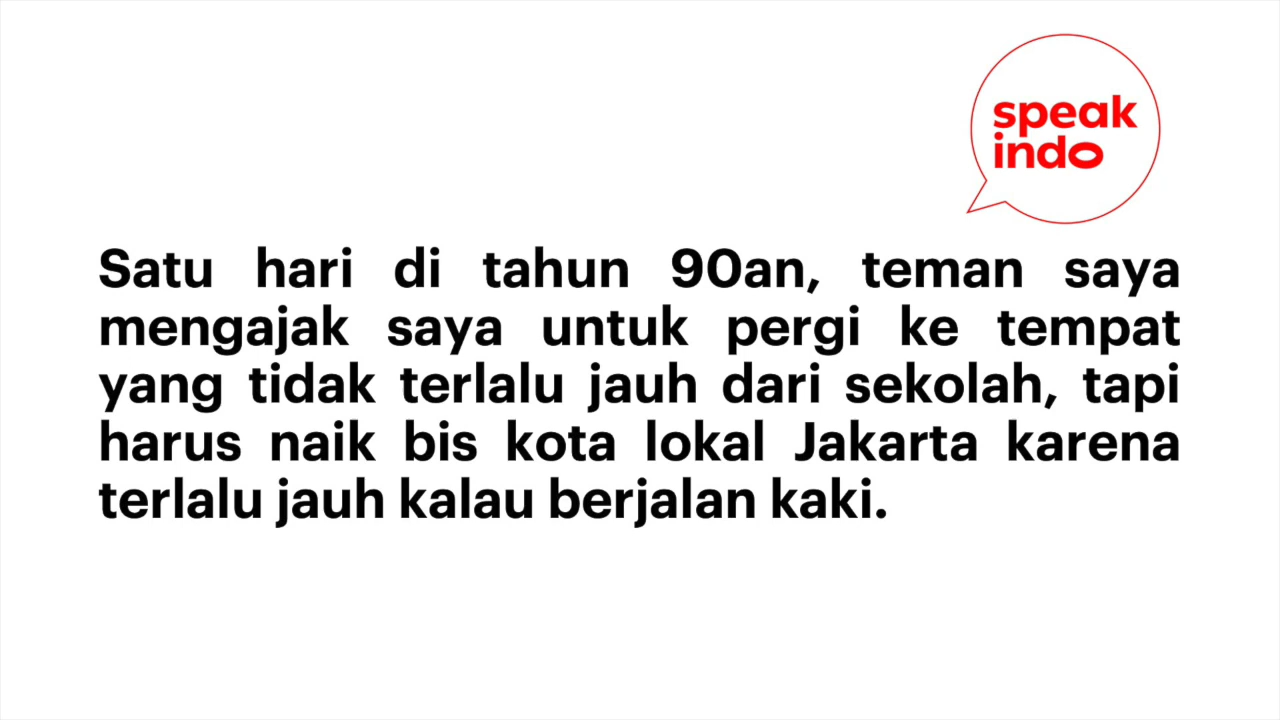 speak
indo
Satu hari di tahun 90an, teman saya
mengajak saya untuk pergi ke tempat
yang tidak terlalu jauh dari sekolah, tapi
harus naik bis kota lokal Jakarta karena
terlalu jauh kalau berjalan kaki.